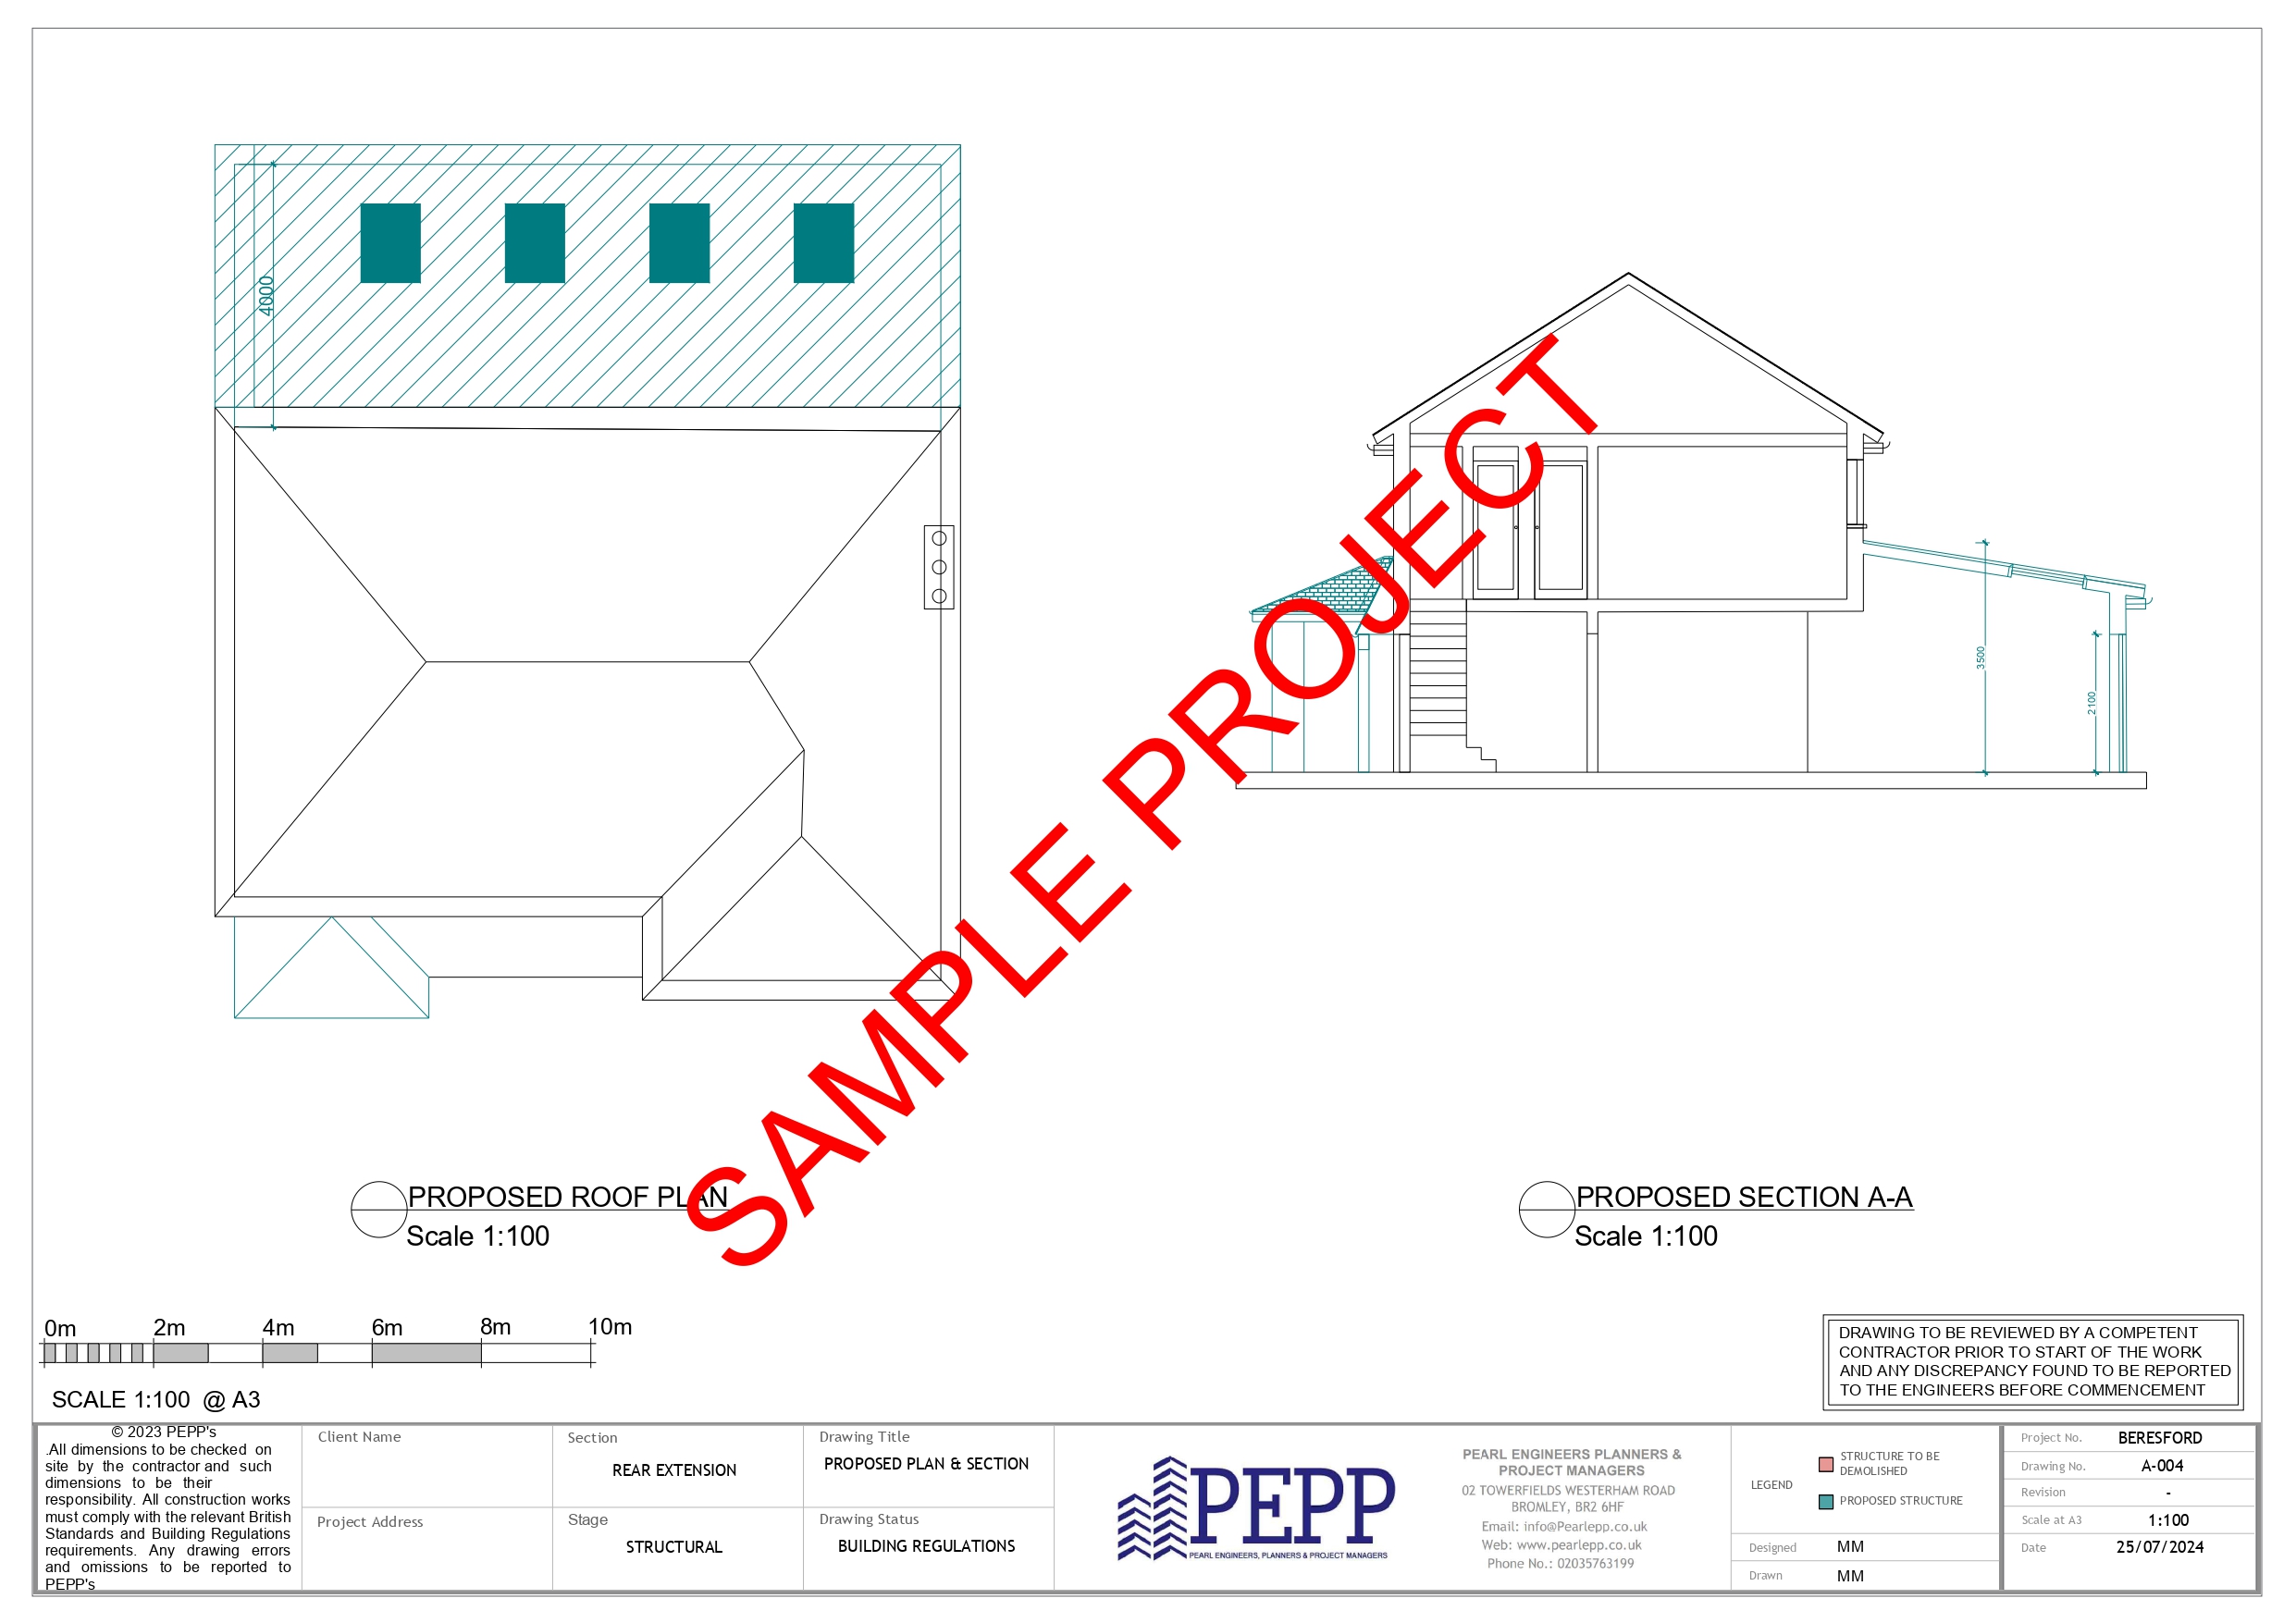 4000
3500
2100
SAMPLE PROJECT
PROPOSED ROOF PLAN
Scale 1:100
PROPOSED SECTION A-A
Scale 1:100
0m 2m 4m 6m 8m 10m
SCALE 1:100 @ A3
DRAWING TO BE REVIEWED BY A COMPETENT
CONTRACTOR PRIOR TO START OF THE WORK
AND ANY DISCREPANCY FOUND TO BE REPORTED
TO THE ENGINEERS BEFORE COMMENCEMENT
© 2023 PEPP's
.All dimensions to be checked on
site by the contractor and such
dimensions to be their
responsibility. All construction works
must comply with the relevant British
Standards and Building Regulations
requirements. Any drawing errors
and omissions to be reported to
PEPP's
Client Name
Project Address
Section
REAR EXTENSION
Stage
STRUCTURAL
Drawing Title
PROPOSED PLAN & SECTION
Drawing Status
BUILDING REGULATIONS
PEPP
PEARL ENGINEERS, PLANNERS & PROJECT MANAGERS
PEARL ENGINEERS PLANNERS &
PROJECT MANAGERS
02 TOWERFIELDS WESTERHAM ROAD
BROMLEY, BR2 6HF
Email: info@Pearlepp.co.uk
Web: www.pearlepp.co.uk
Phone No.: 02035763199
LEGEND
STRUCTURE TO BE
DEMOLISHED
PROPOSED STRUCTURE
Designed MM
Drawn MM
Project No. BERESFORD
Drawing No. A-004
Revision -
Scale at A3 1:100
Date 25/07/2024